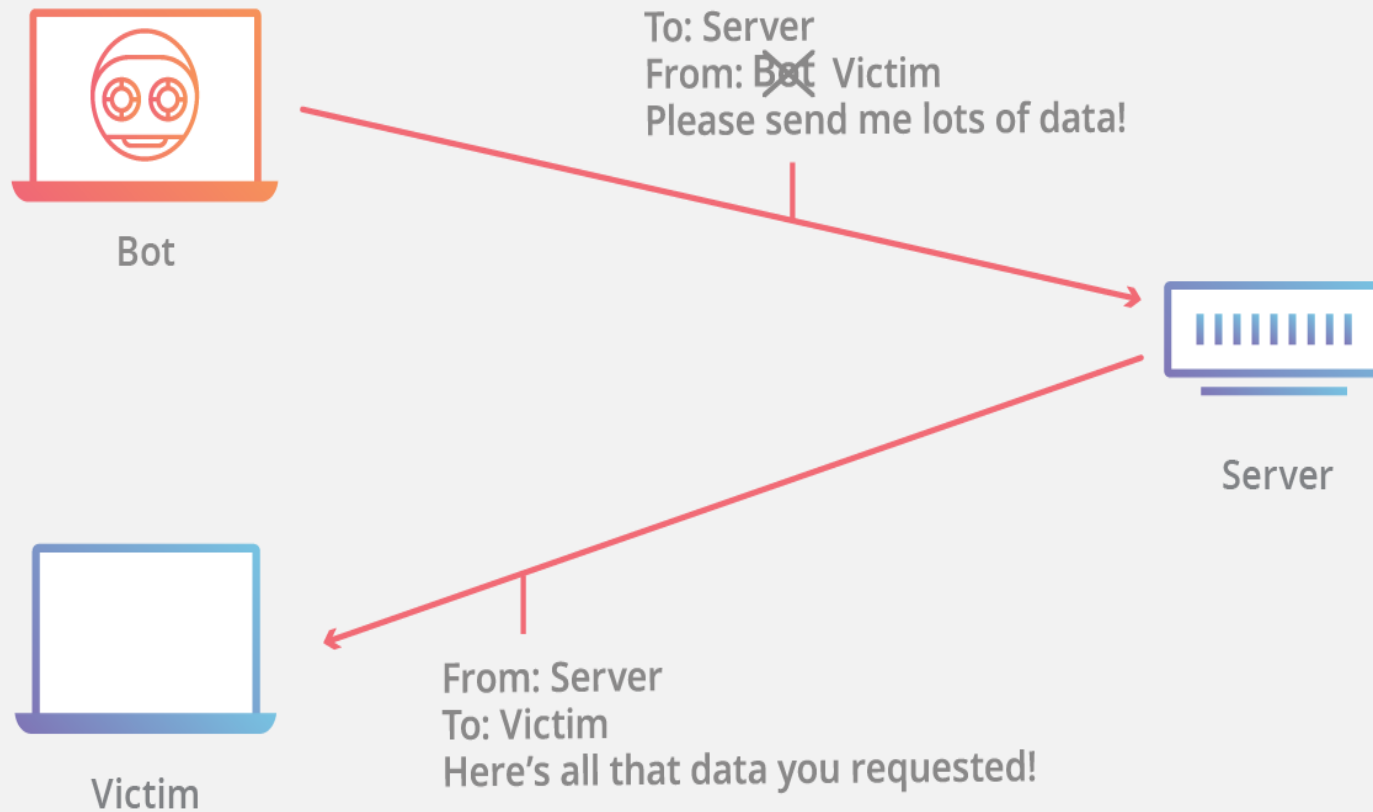 To: Server
From: Bot Victim
Please send me lots of data!
Bot
Server
From: Server
To: Victim
Here's all that data you requested!
Victim